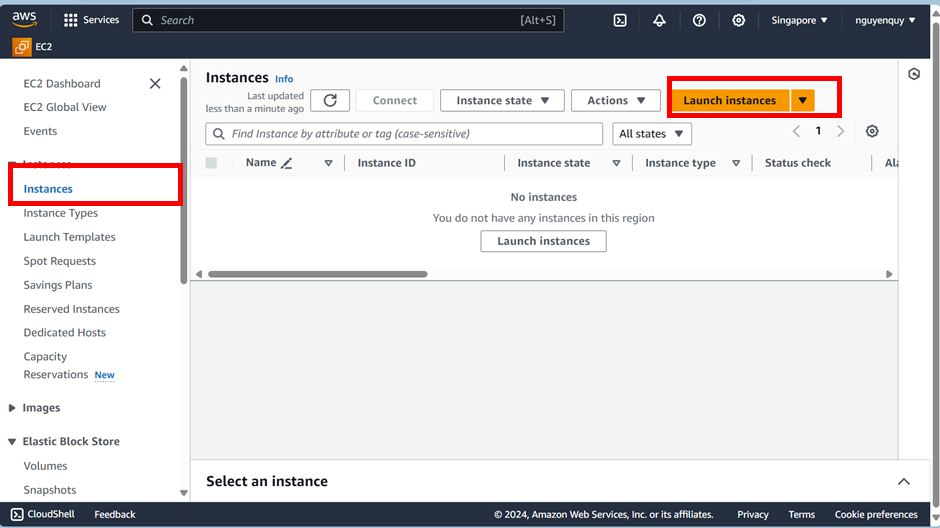 aws
Services
Search
[Alt+S]
Singapore
nguyenquy
EC2
EC2 Dashboard
EC2 Global View
Events
Instances
Instances
Instance Types
Launch Templates
Spot Requests
Savings Plans
Reserved Instances
Dedicated Hosts
Capacity
Reservations New
Images
Elastic Block Store
Volumes
Snapshots
Instances Info
Last updated
less than a minute ago
Connect
Instance state
Actions
Launch instances
Find Instance by attribute or tag (case-sensitive)
All states
1
Name
Instance ID
Instance state
Instance type
Status check
Ala
No instances
You do not have any instances in this region
Launch instances
Select an instance
CloudShell
Feedback
© 2024, Amazon Web Services, Inc. or its affiliates.
Privacy
Terms
Cookie preferences